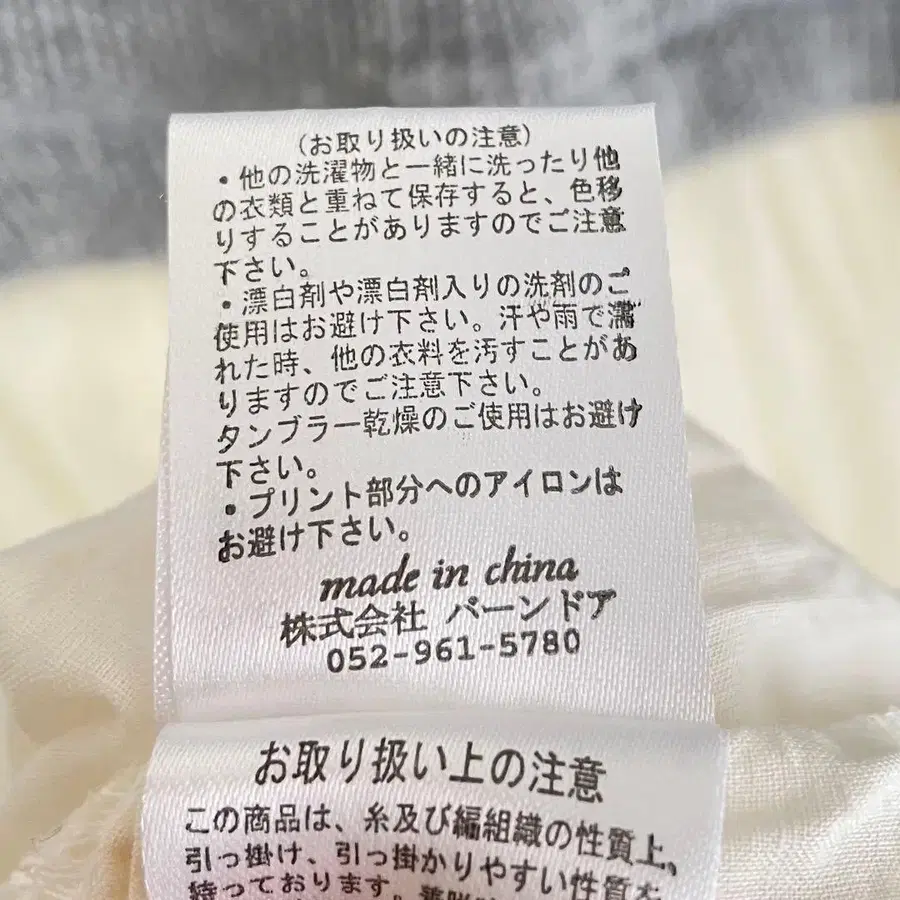 (お取り扱いの注意)
・他の洗濯物と一緒に洗ったり他
の衣類と重ねて保存すると、色移
りすることがありますのでご注意
下さい。
・漂白剤や漂白剤入りの洗剤のご
使用はお避け下さい。汗や雨で濡
れた時、他の衣料を汚すことがあ
りますのでご注意下さい。
タンブラー乾燥のご使用はお避け
下さい。
・プリント部分へのアイロンは
お避け下さい。
made in china
株式会社 バーンドア
052-961-5780
お取り扱い上の注意
この商品は、糸及び編組織の性質上、
引っ掛け、引っ掛かりやすい性質を
持っております。